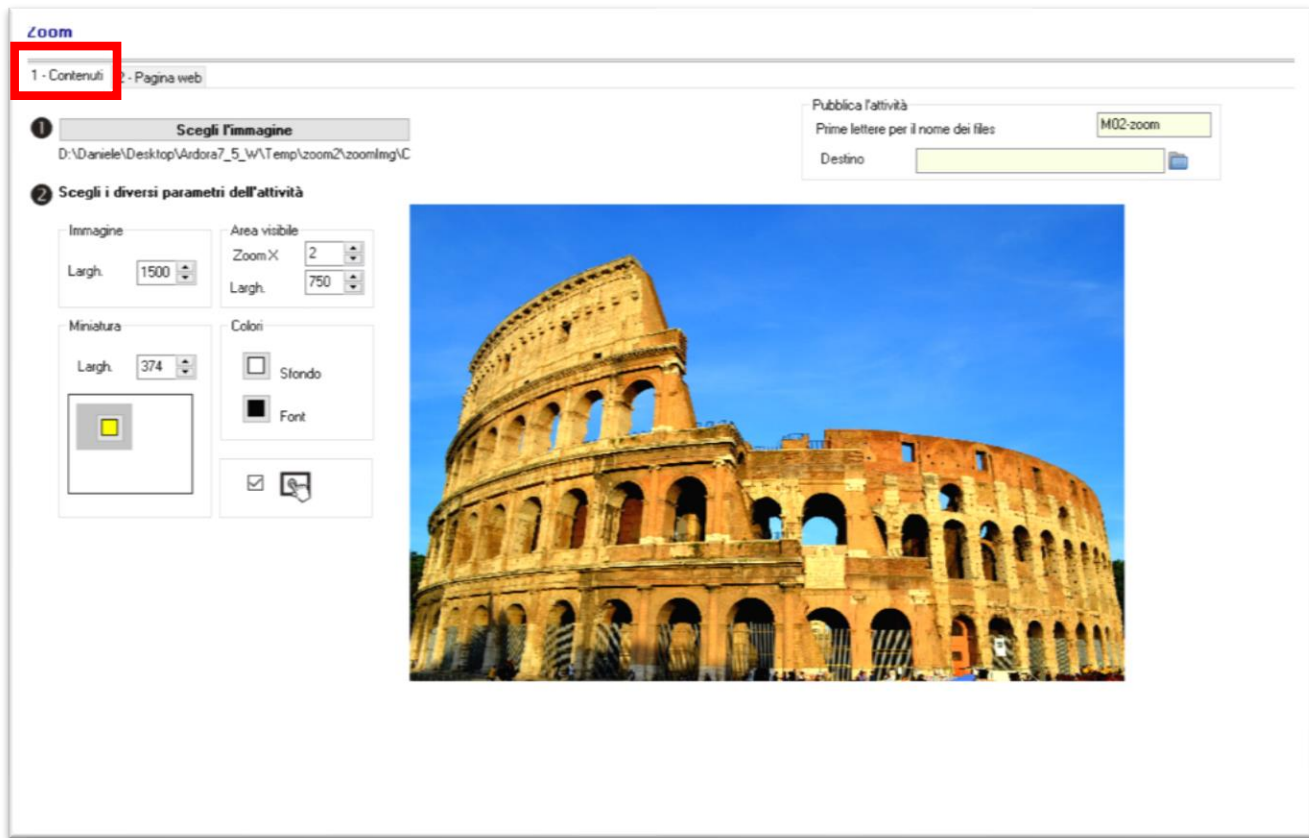 Zoom
1 - Contenuti
2 - Pagina web
1
Scegli l'immagine
D:\Daniele\Desktop\Ardora7_5_W\Temp\zoom2\zoomImg\C
Pubblica l'attività
Prime lettere per il nome dei files
M02-zoom
Destino
2
Scegli i diversi parametri dell'attività
Immagine
Largh.
1500
Area visibile
Zoom X
2
Largh.
750
Miniatura
Largh.
374
Colori
Sfondo
Font